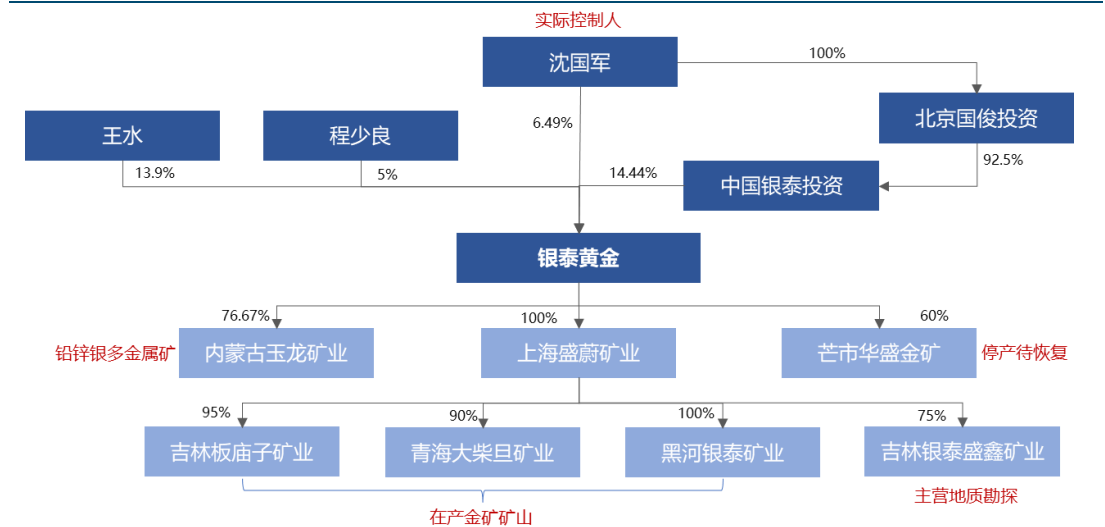 实际控制人
沈国军
100%
北京国俊投资
王水
程少良
6.49%
92.5%
13.9%
5%
14.44%
中国银泰投资
银泰黄金
76.67%
100%
60%
铅锌银多金属矿
内蒙古玉龙矿业
上海盛蔚矿业
芒市华盛金矿
停产待恢复
95%
90%
100%
75%
吉林板庙子矿业
青海大柴旦矿业
黑河银泰矿业
吉林银泰盛鑫矿业
在产金矿矿山
主营地质勘探